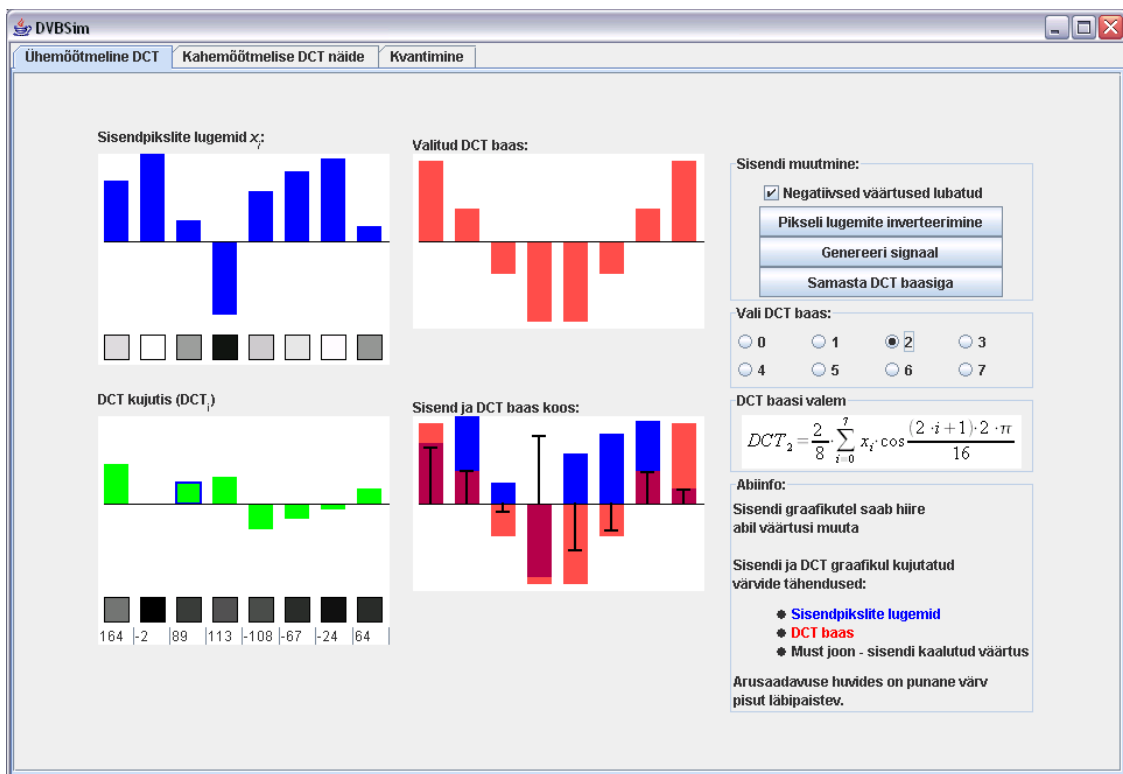 DVBSim
Ühemõõtmeline DCT
Kahemõõtmelise DCT näide
Kvantimine
Sisendpikslite lugemid xᵢ:
Valitud DCT baas:
DCT kujutis (DCTᵢ)
164 -2 89 113 -108 -67 -24 64
Sisend ja DCT baas koos:
Sisendi muutmine:
Negatiivsed väärtused lubatud
Pikseli lugemite inverteerimine
Genereeri signaal
Samasta DCT baasiga
Vali DCT baas:
0 1 2 3
4 5 6 7
DCT baasi valem
DCT₂ = 2/8 · ∑_{i=0}^{7} xᵢ · cos (2·i+1)·2·π / 16
Abiinfo:
Sisendi graafikutel saab hiire
abil väärtusi muuta
Sisendi ja DCT graafikul kujutatud
värvide tähendused:
Sisendpikslite lugemid
DCT baas
Must joon - sisendi kaalutud väärtus
Arusaadavuse huvides on punane värv
pisut läbipaistev.